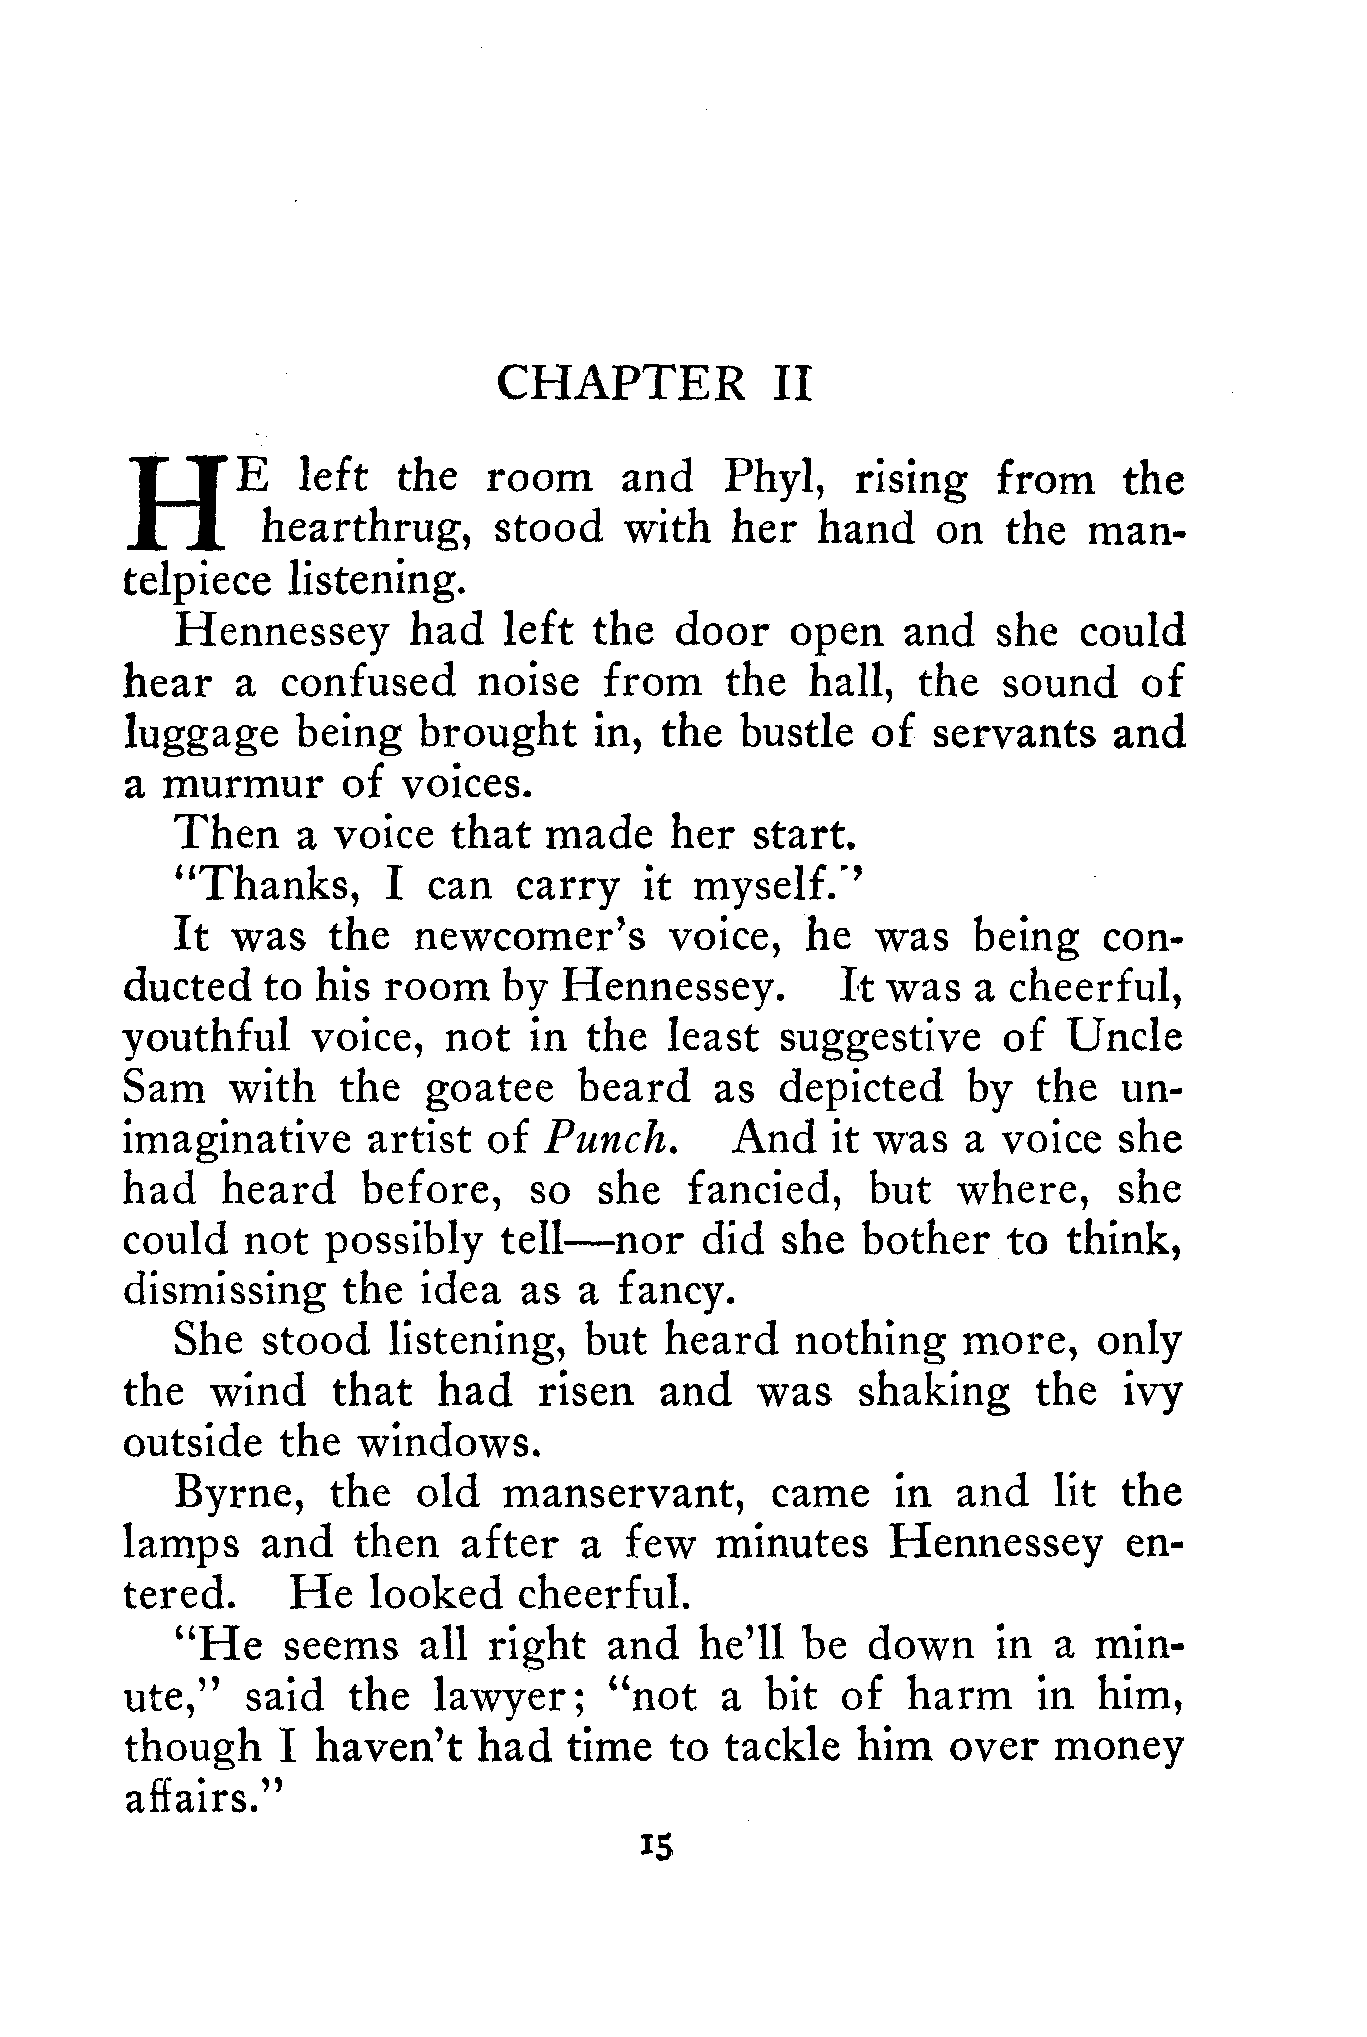 CHAPTER II
HE left the room and Phyl, rising from the
hearthrug, stood with her hand on the man-
telpiece listening.
Hennessey had left the door open and she could
hear a confused noise from the hall, the sound of
luggage being brought in, the bustle of servants and
a murmur of voices.
Then a voice that made her start.
“Thanks, I can carry it myself.”
It was the newcomer’s voice, he was being con-
ducted to his room by Hennessey. It was a cheerful,
youthful voice, not in the least suggestive of Uncle
Sam with the goatee beard as depicted by the un-
imaginative artist of Punch. And it was a voice she
had heard before, so she fancied, but where, she
could not possibly tell—nor did she bother to think,
dismissing the idea as a fancy.
She stood listening, but heard nothing more, only
the wind that had risen and was shaking the ivy
outside the windows.
Byrne, the old manservant, came in and lit the
lamps and then after a few minutes Hennessey en-
tered. He looked cheerful.
“He seems all right and he’ll be down in a min-
ute,” said the lawyer; “not a bit of harm in him,
though I haven’t had time to tackle him over money
affairs.”
15